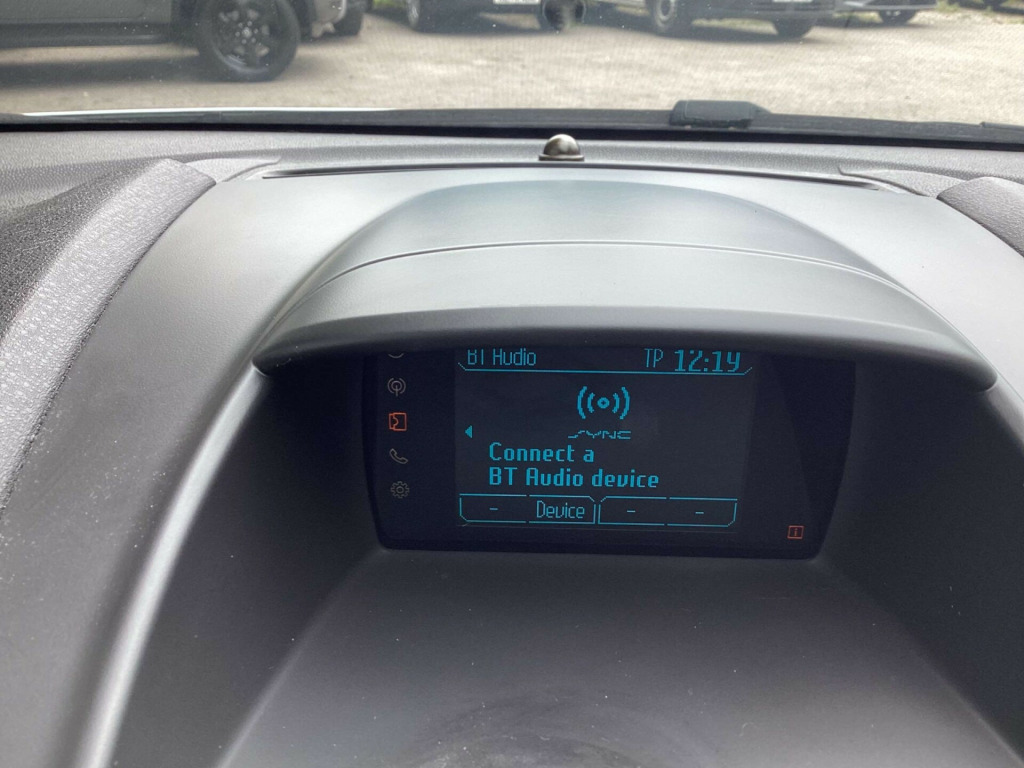 BT Audio TP 12:19
SYNC
Connect a
BT Audio device
- Device - -